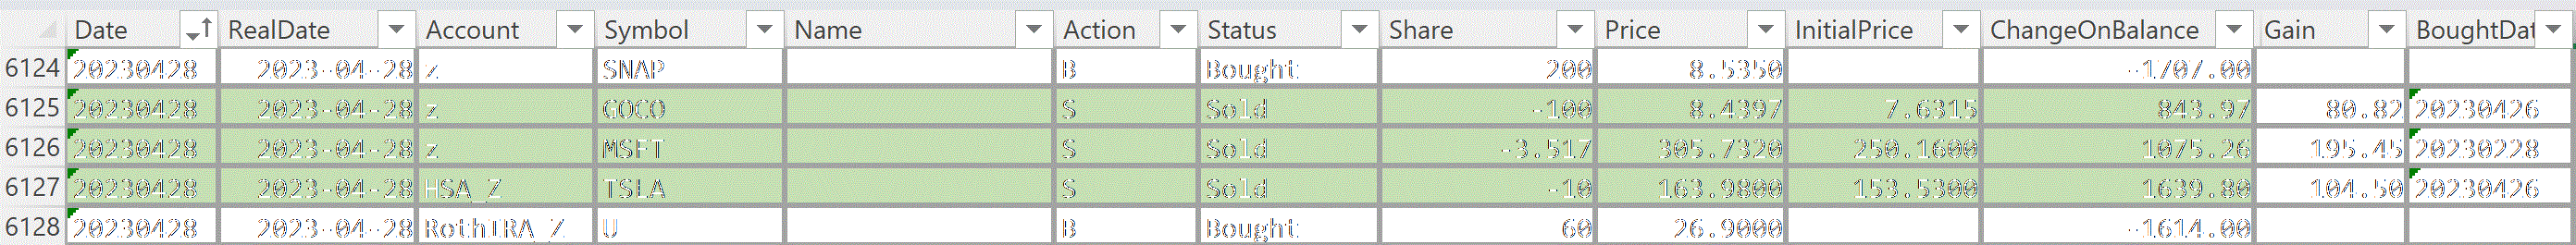 Date RealDate Account Symbol Name Action Status Share Price InitialPrice ChangeOnBalance Gain BoughtDat
6124 20230428 2023-04-28 z SNAP B Bought 200 8.5350 -1707.00
6125 20230428 2023-04-28 z GOCO S Sold -100 8.4397 7.6315 843.97 80.82 20230426
6126 20230428 2023-04-28 z MSFT S Sold -3.517 305.7320 250.1600 1075.26 195.45 20230228
6127 20230428 2023-04-28 HSA_Z TSLA S Sold -10 163.9800 153.5300 1639.80 104.50 20230426
6128 20230428 2023-04-28 RothIRA_Z U B Bought 60 26.9000 -1614.00